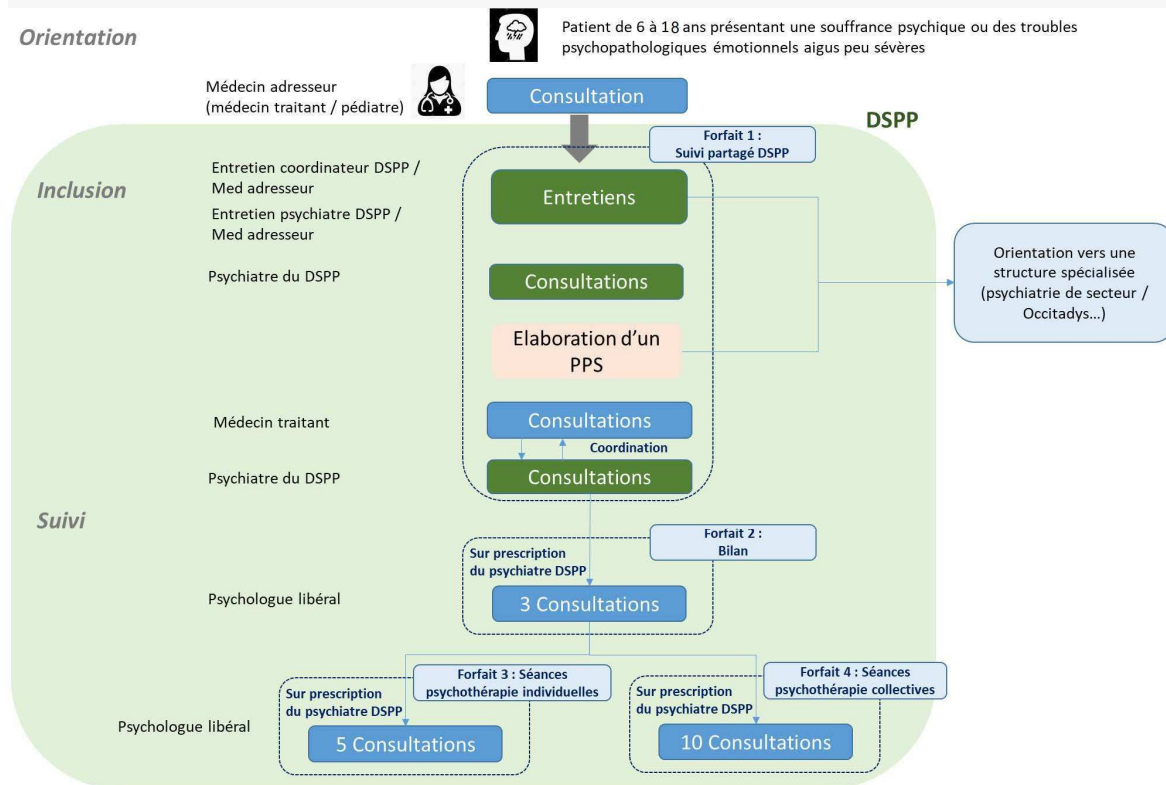 Orientation
Patient de 6 à 18 ans présentant une souffrance psychique ou des troubles
psychopathologiques émotionnels aigus peu sévères
Médecin adresseur
(médecin traitant / pédiatre)
Consultation
DSPP
Forfait 1 :
Suivi partagé DSPP
Inclusion
Entretien coordinateur DSPP /
Med adresseur
Entretien psychiatre DSPP /
Med adresseur
Entretiens
Orientation vers une
structure spécialisée
(psychiatrie de secteur /
Occitadys...)
Psychiatre du DSPP
Consultations
Elaboration d'un
PPS
Médecin traitant
Consultations
Coordination
Psychiatre du DSPP
Consultations
Suivi
Forfait 2 :
Bilan
Sur prescription
du psychiatre DSPP
Psychologue libéral
3 Consultations
Forfait 3 : Séances
psychothérapie individuelles
Sur prescription
du psychiatre DSPP
Forfait 4 : Séances
psychothérapie collectives
Sur prescription
du psychiatre DSPP
Psychologue libéral
5 Consultations
10 Consultations